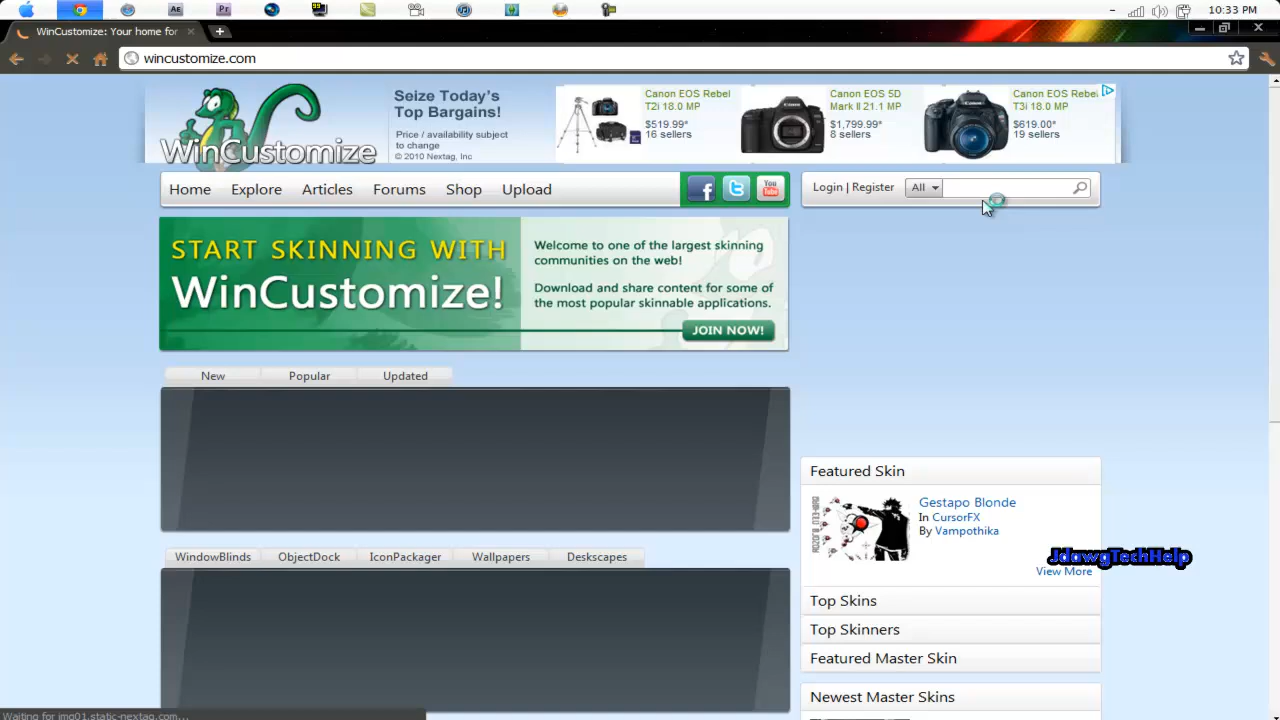 10:33 PM
WinCustomize: Your home for
wincustomize.com
WinCustomize
Seize Today's
Top Bargains!
Price / availability subject
to change
© 2010 Nextag, Inc
Canon EOS Rebel
T2i 18.0 MP
$519.99*
16 sellers
Canon EOS 5D
Mark II 21.1 MP
$1,799.99*
8 sellers
Canon EOS Rebel
T3i 18.0 MP
$619.00*
19 sellers
Home Explore Articles Forums Shop Upload
You
Login | Register All
START SKINNING WITH
WinCustomize!
Welcome to one of the largest skinning
communities on the web!
Download and share content for some of
the most popular skinnable applications.
JOIN NOW!
New Popular Updated
WindowBlinds ObjectDock IconPackager Wallpapers Deskscapes
Featured Skin
Gestapo Blonde
In CursorFX
By Vampothika
JdawgTechHelp
View More
Top Skins
Top Skinners
Featured Master Skin
Newest Master Skins
Waiting for img01.static-nextag.com...